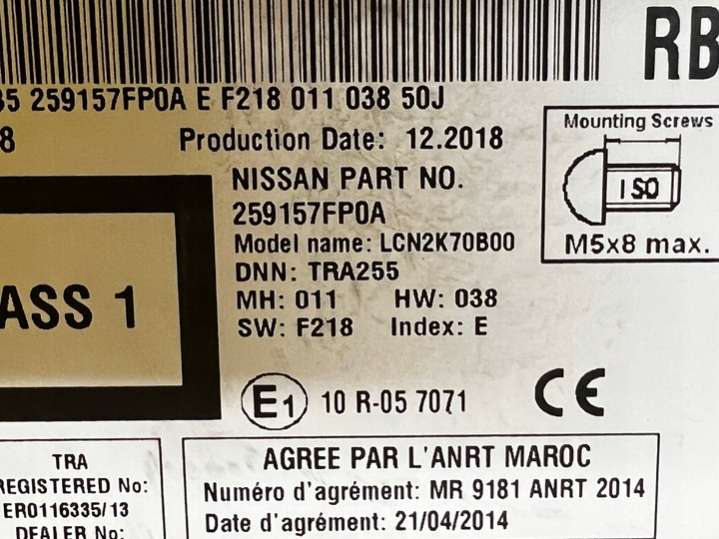 RB
35 259157FP0A E F218 011 038 50J
8
Production Date: 12.2018
Mounting Screws
ISO
M5x8 max.
NISSAN PART NO.
259157FP0A
Model name: LCN2K70B00
DNN: TRA255
MH: 011 HW: 038
SW: F218 Index: E
ASS 1
E1 10 R-05 7071 CE
TRA
REGISTERED No:
ER0116335/13
DEALER No:
AGREE PAR L'ANRT MAROC
Numéro d'agrément: MR 9181 ANRT 2014
Date d'agrément: 21/04/2014